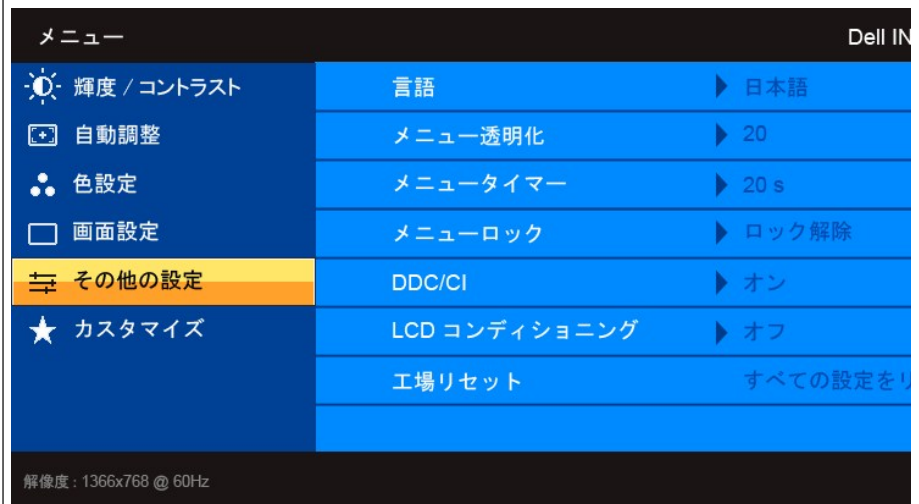 メニュー Dell IN
輝度 / コントラスト 言語 日本語
自動調整 メニュー透明化 20
色設定 メニュータイマー 20 s
画面設定 メニューロック ロック解除
その他の設定 DDC/CI オン
カスタマイズ LCD コンディショニング オフ
工場リセット すべての設定をリ
解像度 : 1366x768 @ 60Hz